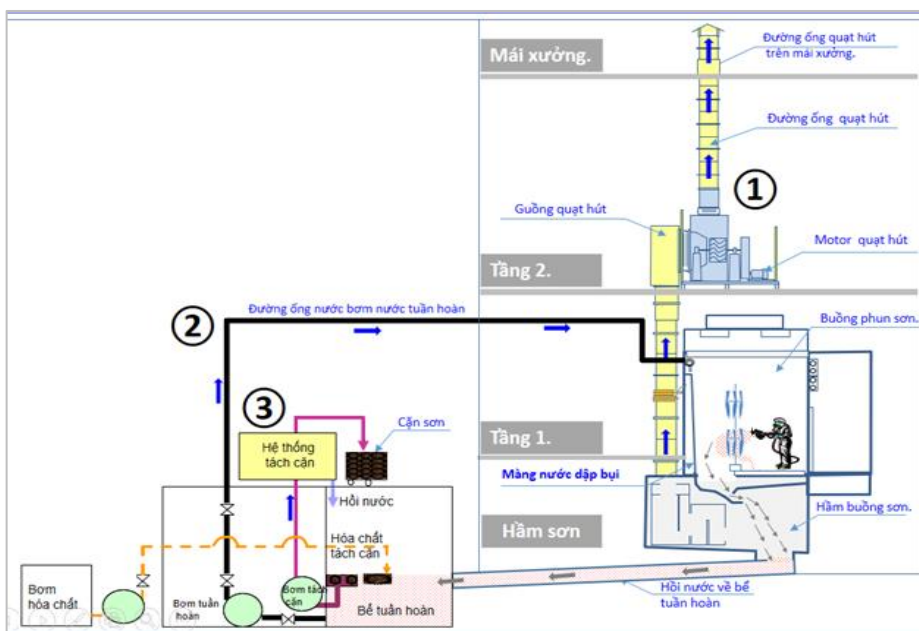 Mái xưởng.
Đường ống quạt hút
trên mái xưởng.
Đường ống quạt hút
①
Guồng quạt hút
Motor quạt hút
Tầng 2.
②
Đường ống nước bơm nước tuần hoàn
Buồng phun sơn.
③
Hệ thống
tách cặn
Cặn sơn
Tầng 1.
Màng nước dập bụi
Hồi nước
Hóa chất
tách cặn
Hầm sơn
Hầm buồng sơn.
Bơm
hóa chất
Bơm tuần
hoàn
Bơm tách
cặn
Bể tuần hoàn
Hồi nước về bể
tuần hoàn